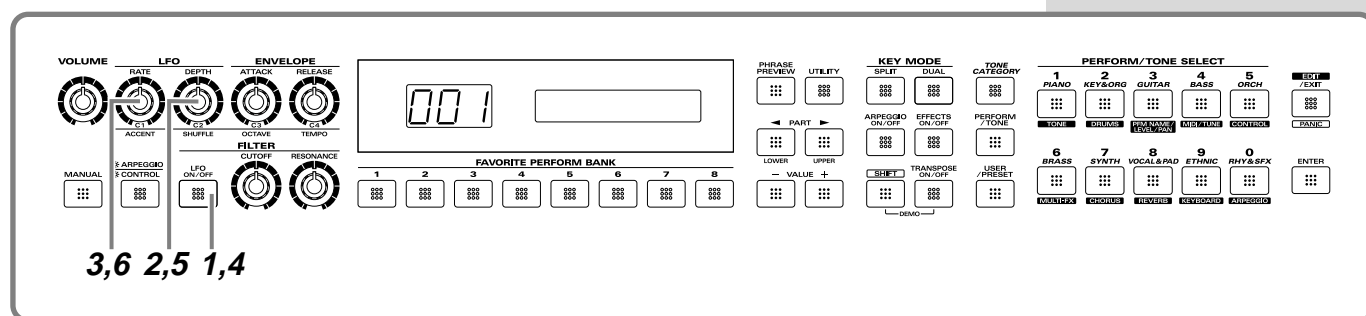 VOLUME LFO ENVELOPE
RATE DEPTH ATTACK RELEASE
C1 C2 C3 C4
ACCENT SHUFFLE OCTAVE TEMPO
FILTER
MANUAL ARPEGGIO CONTROL LFO ON/OFF CUTOFF RESONANCE
001
FAVORITE PERFORM BANK
1 2 3 4 5 6 7 8
PHRASE PREVIEW UTILITY
◄ PART ►
LOWER UPPER
− VALUE +
KEY MODE
SPLIT DUAL
ARPEGGIO ON/OFF EFFECTS ON/OFF
SHIFT TRANSPOSE ON/OFF
DEMO
TONE CATEGORY
PERFORM /TONE
USER /PRESET
PERFORM/TONE SELECT
1 2 3 4 5
PIANO KEY&ORG GUITAR BASS ORCH
TONE DRUMS PFM NAME/ LEVEL/PAN MIDI/TUNE CONTROL
6 7 8 9 0
BRASS SYNTH VOCAL&PAD ETHNIC RHY&SFX
MULTI-FX CHORUS REVERB KEYBOARD ARPEGGIO
EDIT /EXIT
PANIC
ENTER
3,6 2,5 1,4